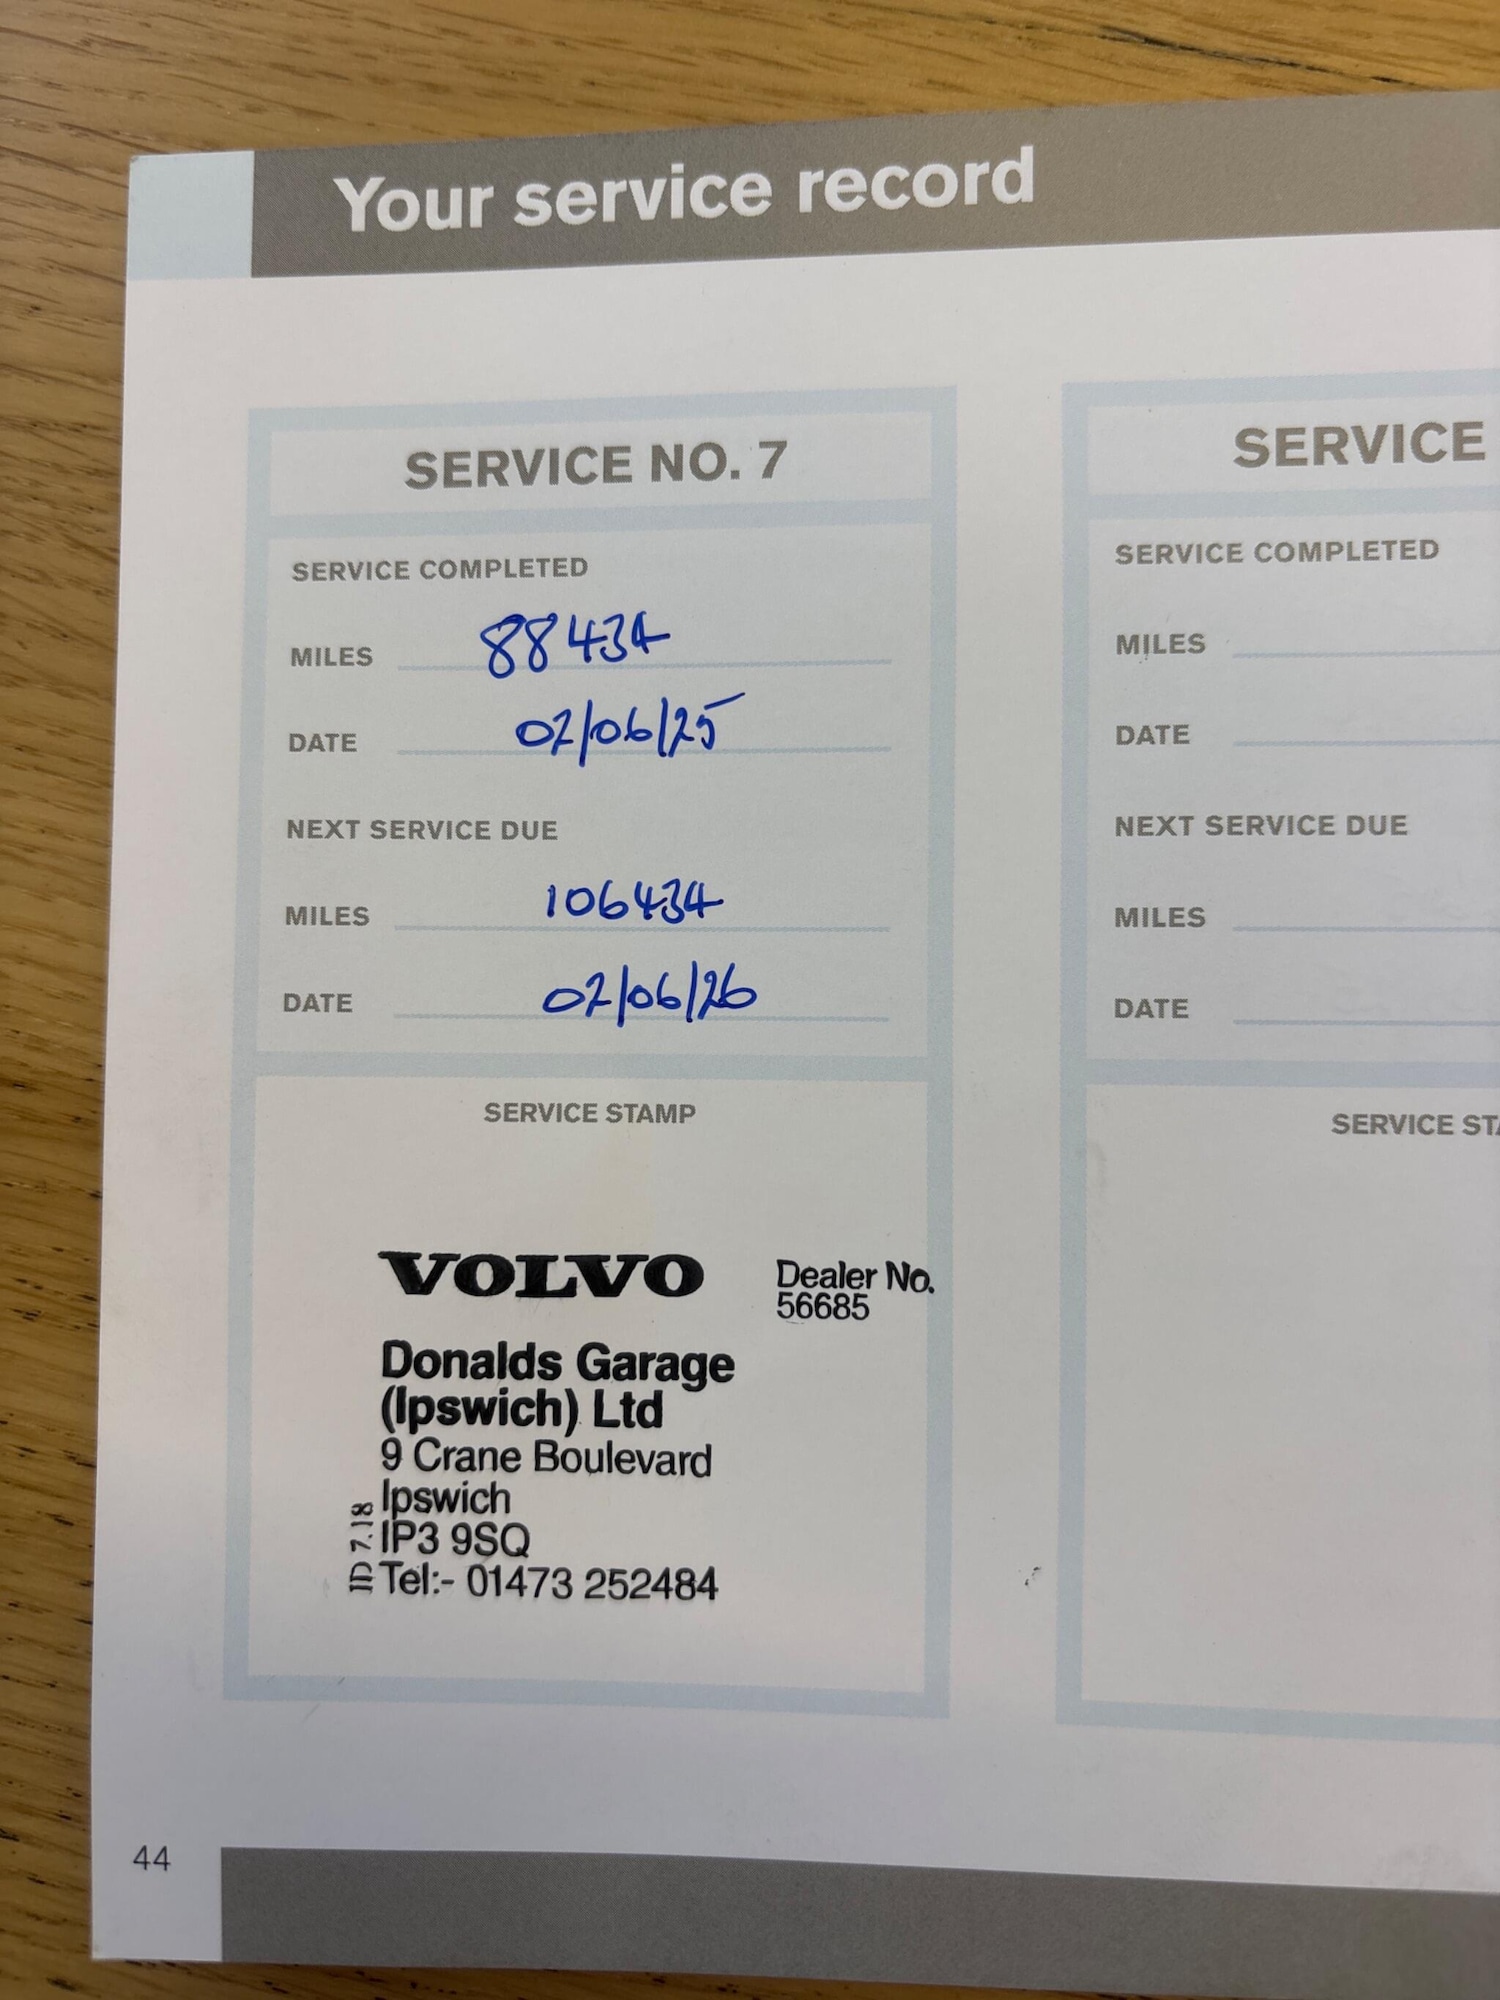 Your service record
SERVICE NO. 7
SERVICE COMPLETED
MILES 88434
DATE 02/06/25
NEXT SERVICE DUE
MILES 106434
DATE 02/06/26
SERVICE STAMP
VOLVO Dealer No.
56685
Donalds Garage
(Ipswich) Ltd
9 Crane Boulevard
Ipswich
IP3 9SQ
Tel:- 01473 252484
ID 7.18
SERVICE
SERVICE COMPLETED
MILES
DATE
NEXT SERVICE DUE
MILES
DATE
SERVICE STA
44